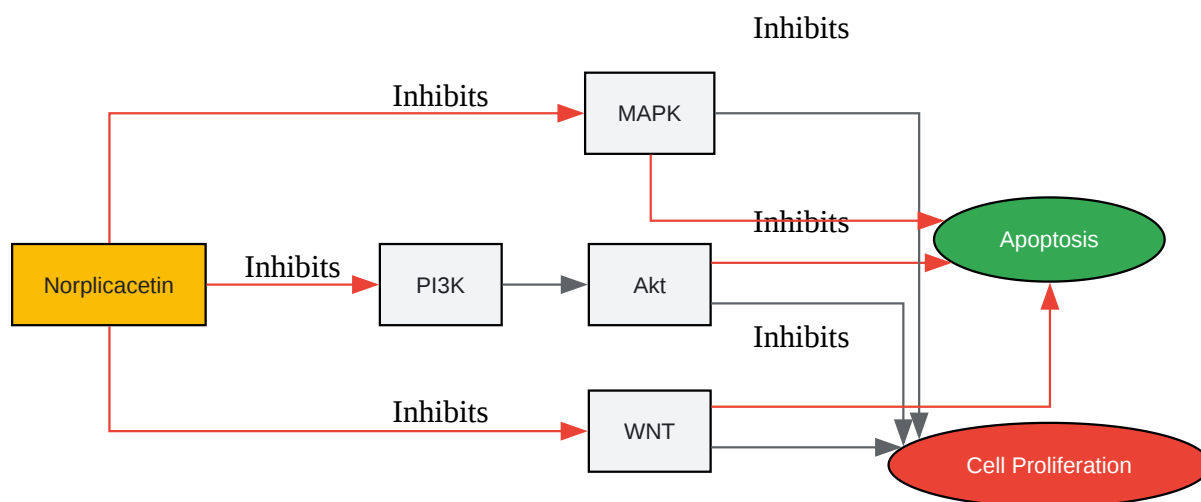 Inhibits
Inhibits
MAPK
Inhibits
Apoptosis
Norplicacetin
Inhibits
PI3K
Akt
Inhibits
Inhibits
WNT
Cell Proliferation